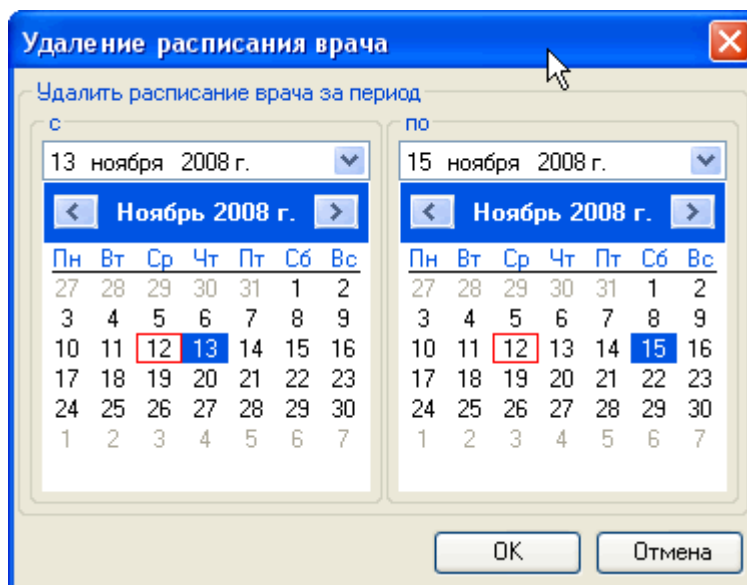 Удаление расписания врача
Удалить расписание врача за период
с по
13 ноября 2008 г. 15 ноября 2008 г.
Ноябрь 2008 г. Ноябрь 2008 г.
Пн Вт Ср Чт Пт Сб Вс Пн Вт Ср Чт Пт Сб Вс
27 28 29 30 31 1 2 27 28 29 30 31 1 2
3 4 5 6 7 8 9 3 4 5 6 7 8 9
10 11 12 13 14 15 16 10 11 12 13 14 15 16
17 18 19 20 21 22 23 17 18 19 20 21 22 23
24 25 26 27 28 29 30 24 25 26 27 28 29 30
1 2 3 4 5 6 7 1 2 3 4 5 6 7
OK Отмена